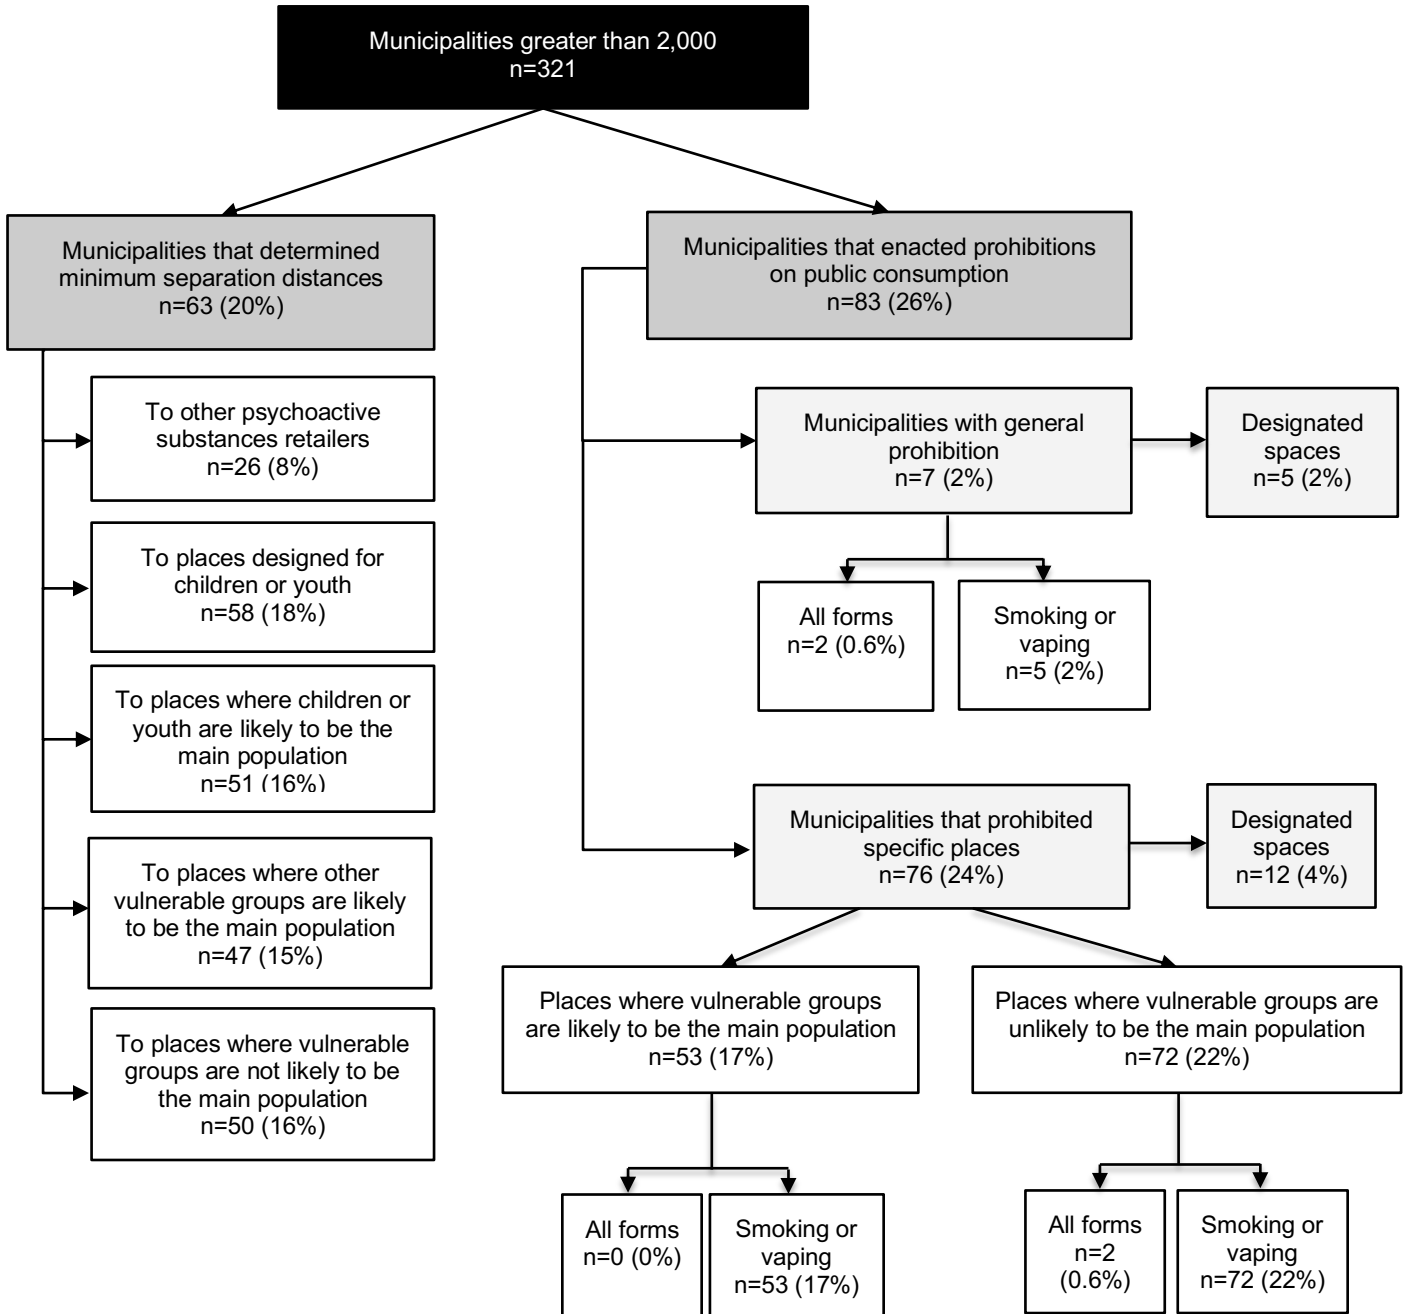 Municipalities greater than 2,000
n=321
Municipalities that determined
minimum separation distances
n=63 (20%)
To other psychoactive
substances retailers
n=26 (8%)
To places designed for
children or youth
n=58 (18%)
To places where children or
youth are likely to be the
main population
n=51 (16%)
To places where other
vulnerable groups are likely
to be the main population
n=47 (15%)
To places where vulnerable
groups are not likely to be
the main population
n=50 (16%)
Municipalities that enacted prohibitions
on public consumption
n=83 (26%)
Municipalities with general
prohibition
n=7 (2%)
Designated
spaces
n=5 (2%)
All forms
n=2 (0.6%)
Smoking or
vaping
n=5 (2%)
Municipalities that prohibited
specific places
n=76 (24%)
Designated
spaces
n=12 (4%)
Places where vulnerable groups
are likely to be the main population
n=53 (17%)
Places where vulnerable groups are
unlikely to be the main population
n=72 (22%)
All forms
n=0 (0%)
Smoking or
vaping
n=53 (17%)
All forms
n=2
(0.6%)
Smoking or
vaping
n=72 (22%)